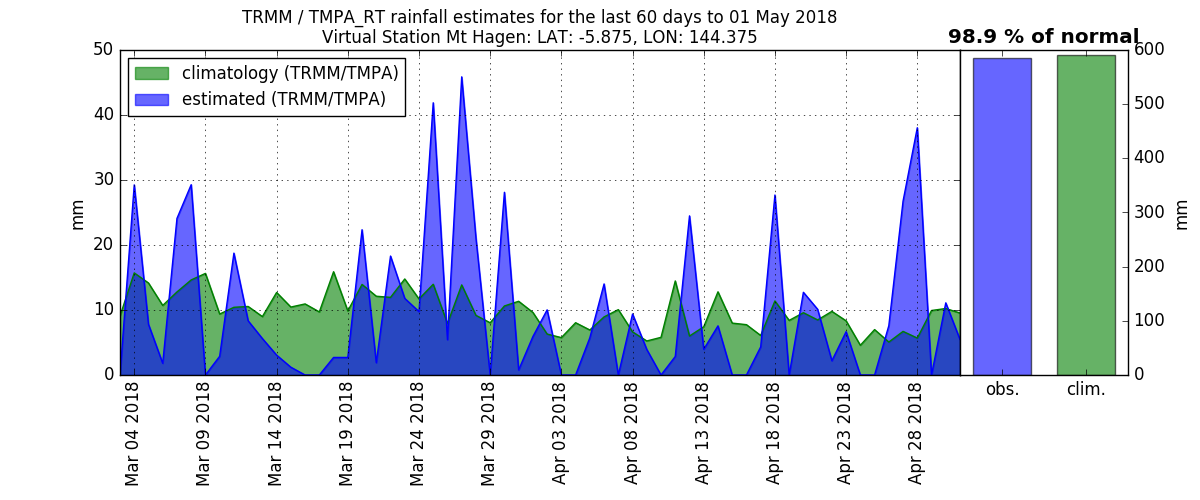 TRMM / TMPA_RT rainfall estimates for the last 60 days to 01 May 2018
Virtual Station Mt Hagen: LAT: -5.875, LON: 144.375
98.9 % of normal
climatology (TRMM/TMPA)
estimated (TRMM/TMPA)
mm
50
40
30
20
10
0
600
500
400
300
200
100
0
mm
Mar 04 2018
Mar 09 2018
Mar 14 2018
Mar 19 2018
Mar 24 2018
Mar 29 2018
Apr 03 2018
Apr 08 2018
Apr 13 2018
Apr 18 2018
Apr 23 2018
Apr 28 2018
obs.
clim.